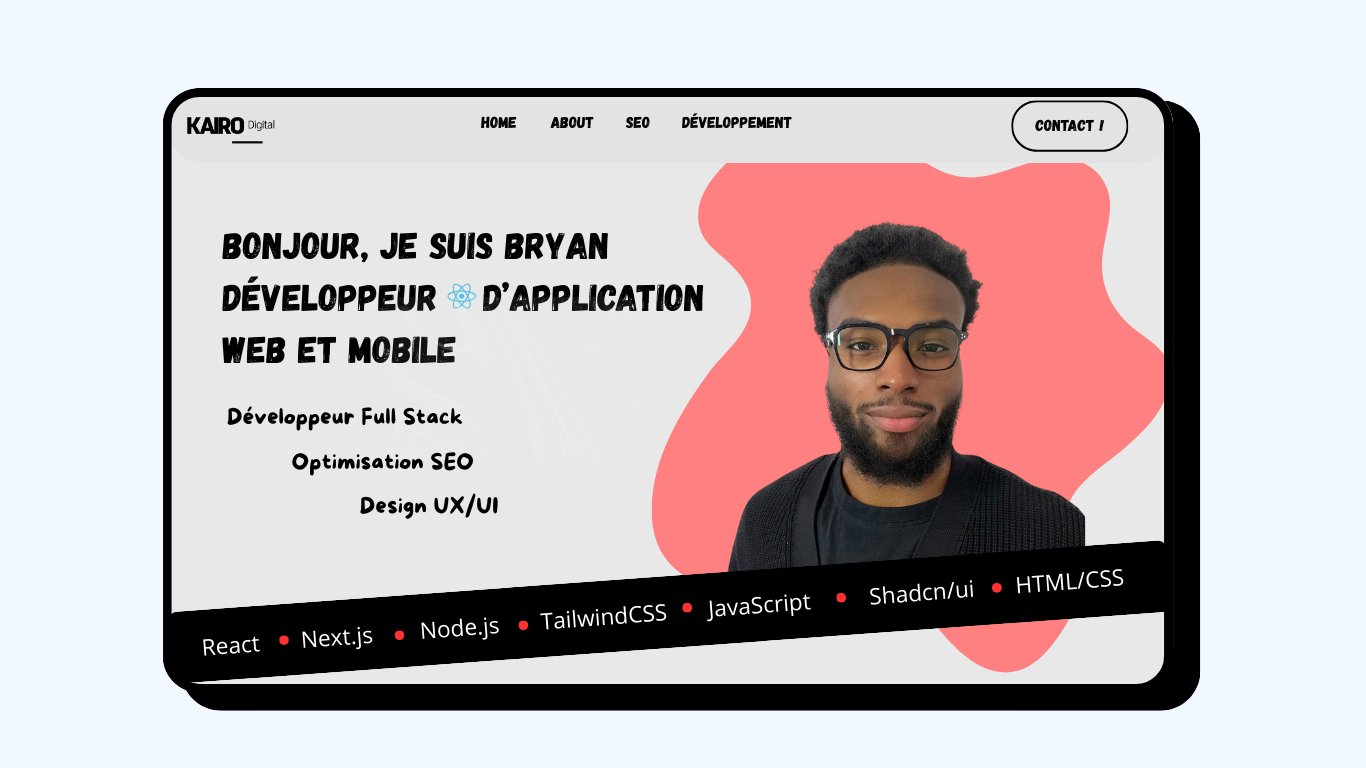 KAIRO Digital
HOME ABOUT SEO DÉVELOPPEMENT
CONTACT !
BONJOUR, JE SUIS BRYAN
DÉVELOPPEUR D'APPLICATION
WEB ET MOBILE
Développeur Full Stack
Optimisation SEO
Design UX/UI
React • Next.js • Node.js • TailwindCSS • JavaScript • Shadcn/ui • HTML/CSS